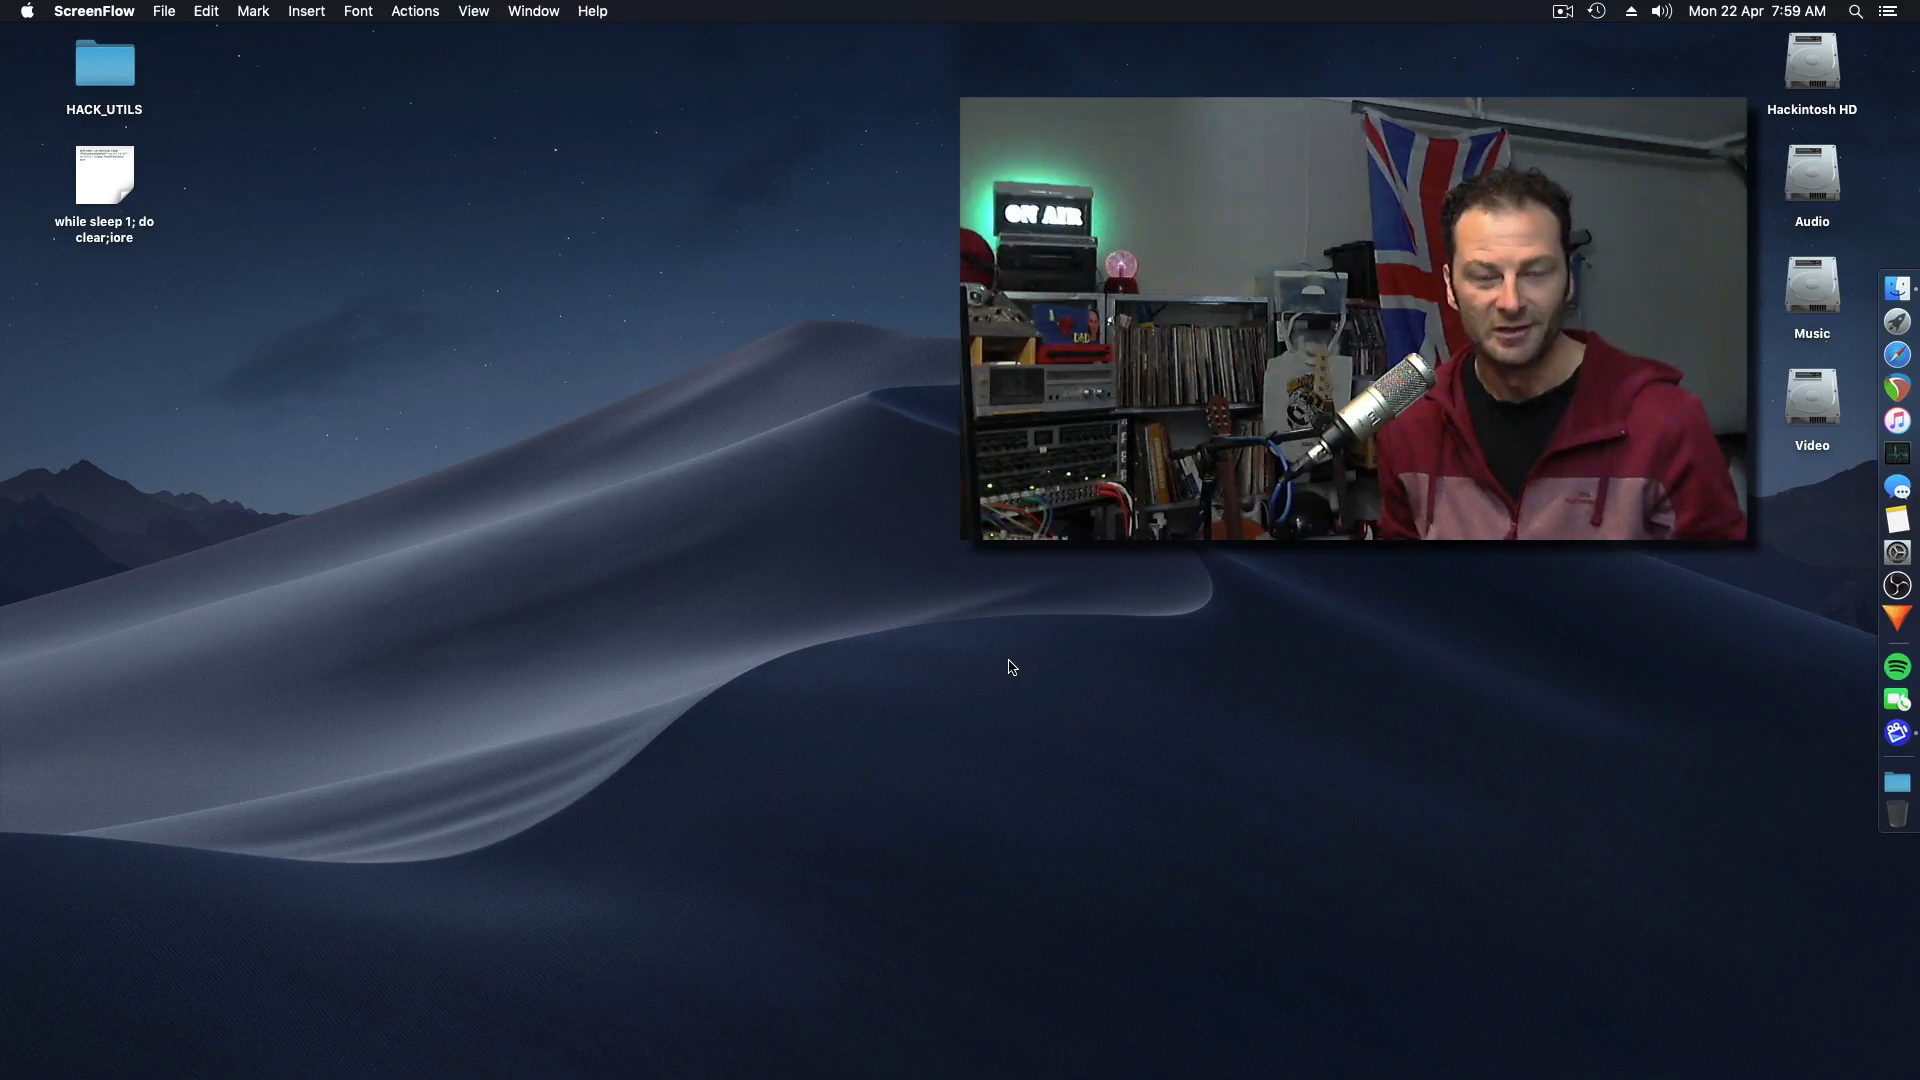 ScreenFlow File Edit Mark Insert Font Actions View Window Help Mon 22 Apr 7:59 AM
HACK_UTILS
while sleep 1; do
clear;iore
ON AIR
DAD
Hackintosh HD
Audio
Music
Video